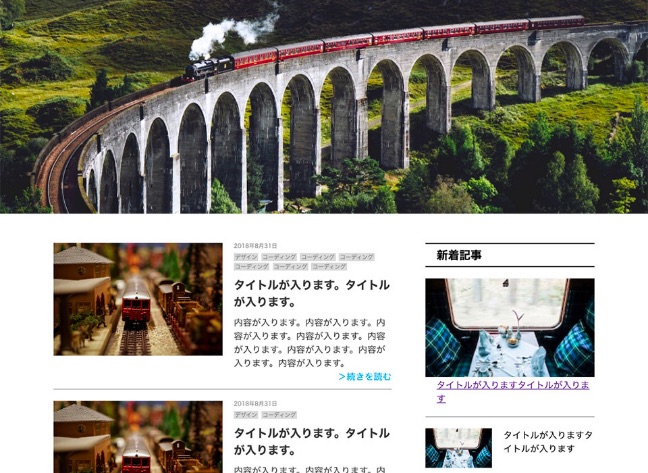 2018年8月31日
デザイン コーディング コーディング コーディング
コーディング コーディング コーディング
タイトルが入ります。タイトル
が入ります。
内容が入ります。内容が入ります。内
容が入ります。内容が入ります。内容
が入ります。内容が入ります。内容が
入ります。内容が入ります。
＞続きを読む
2018年8月31日
デザイン コーディング
タイトルが入ります。タイトル
が入ります。
内容が入ります。内容が入ります。内
新着記事
タイトルが入りますタイトルが入りま
す
タイトルが入りますタ
イトルが入ります